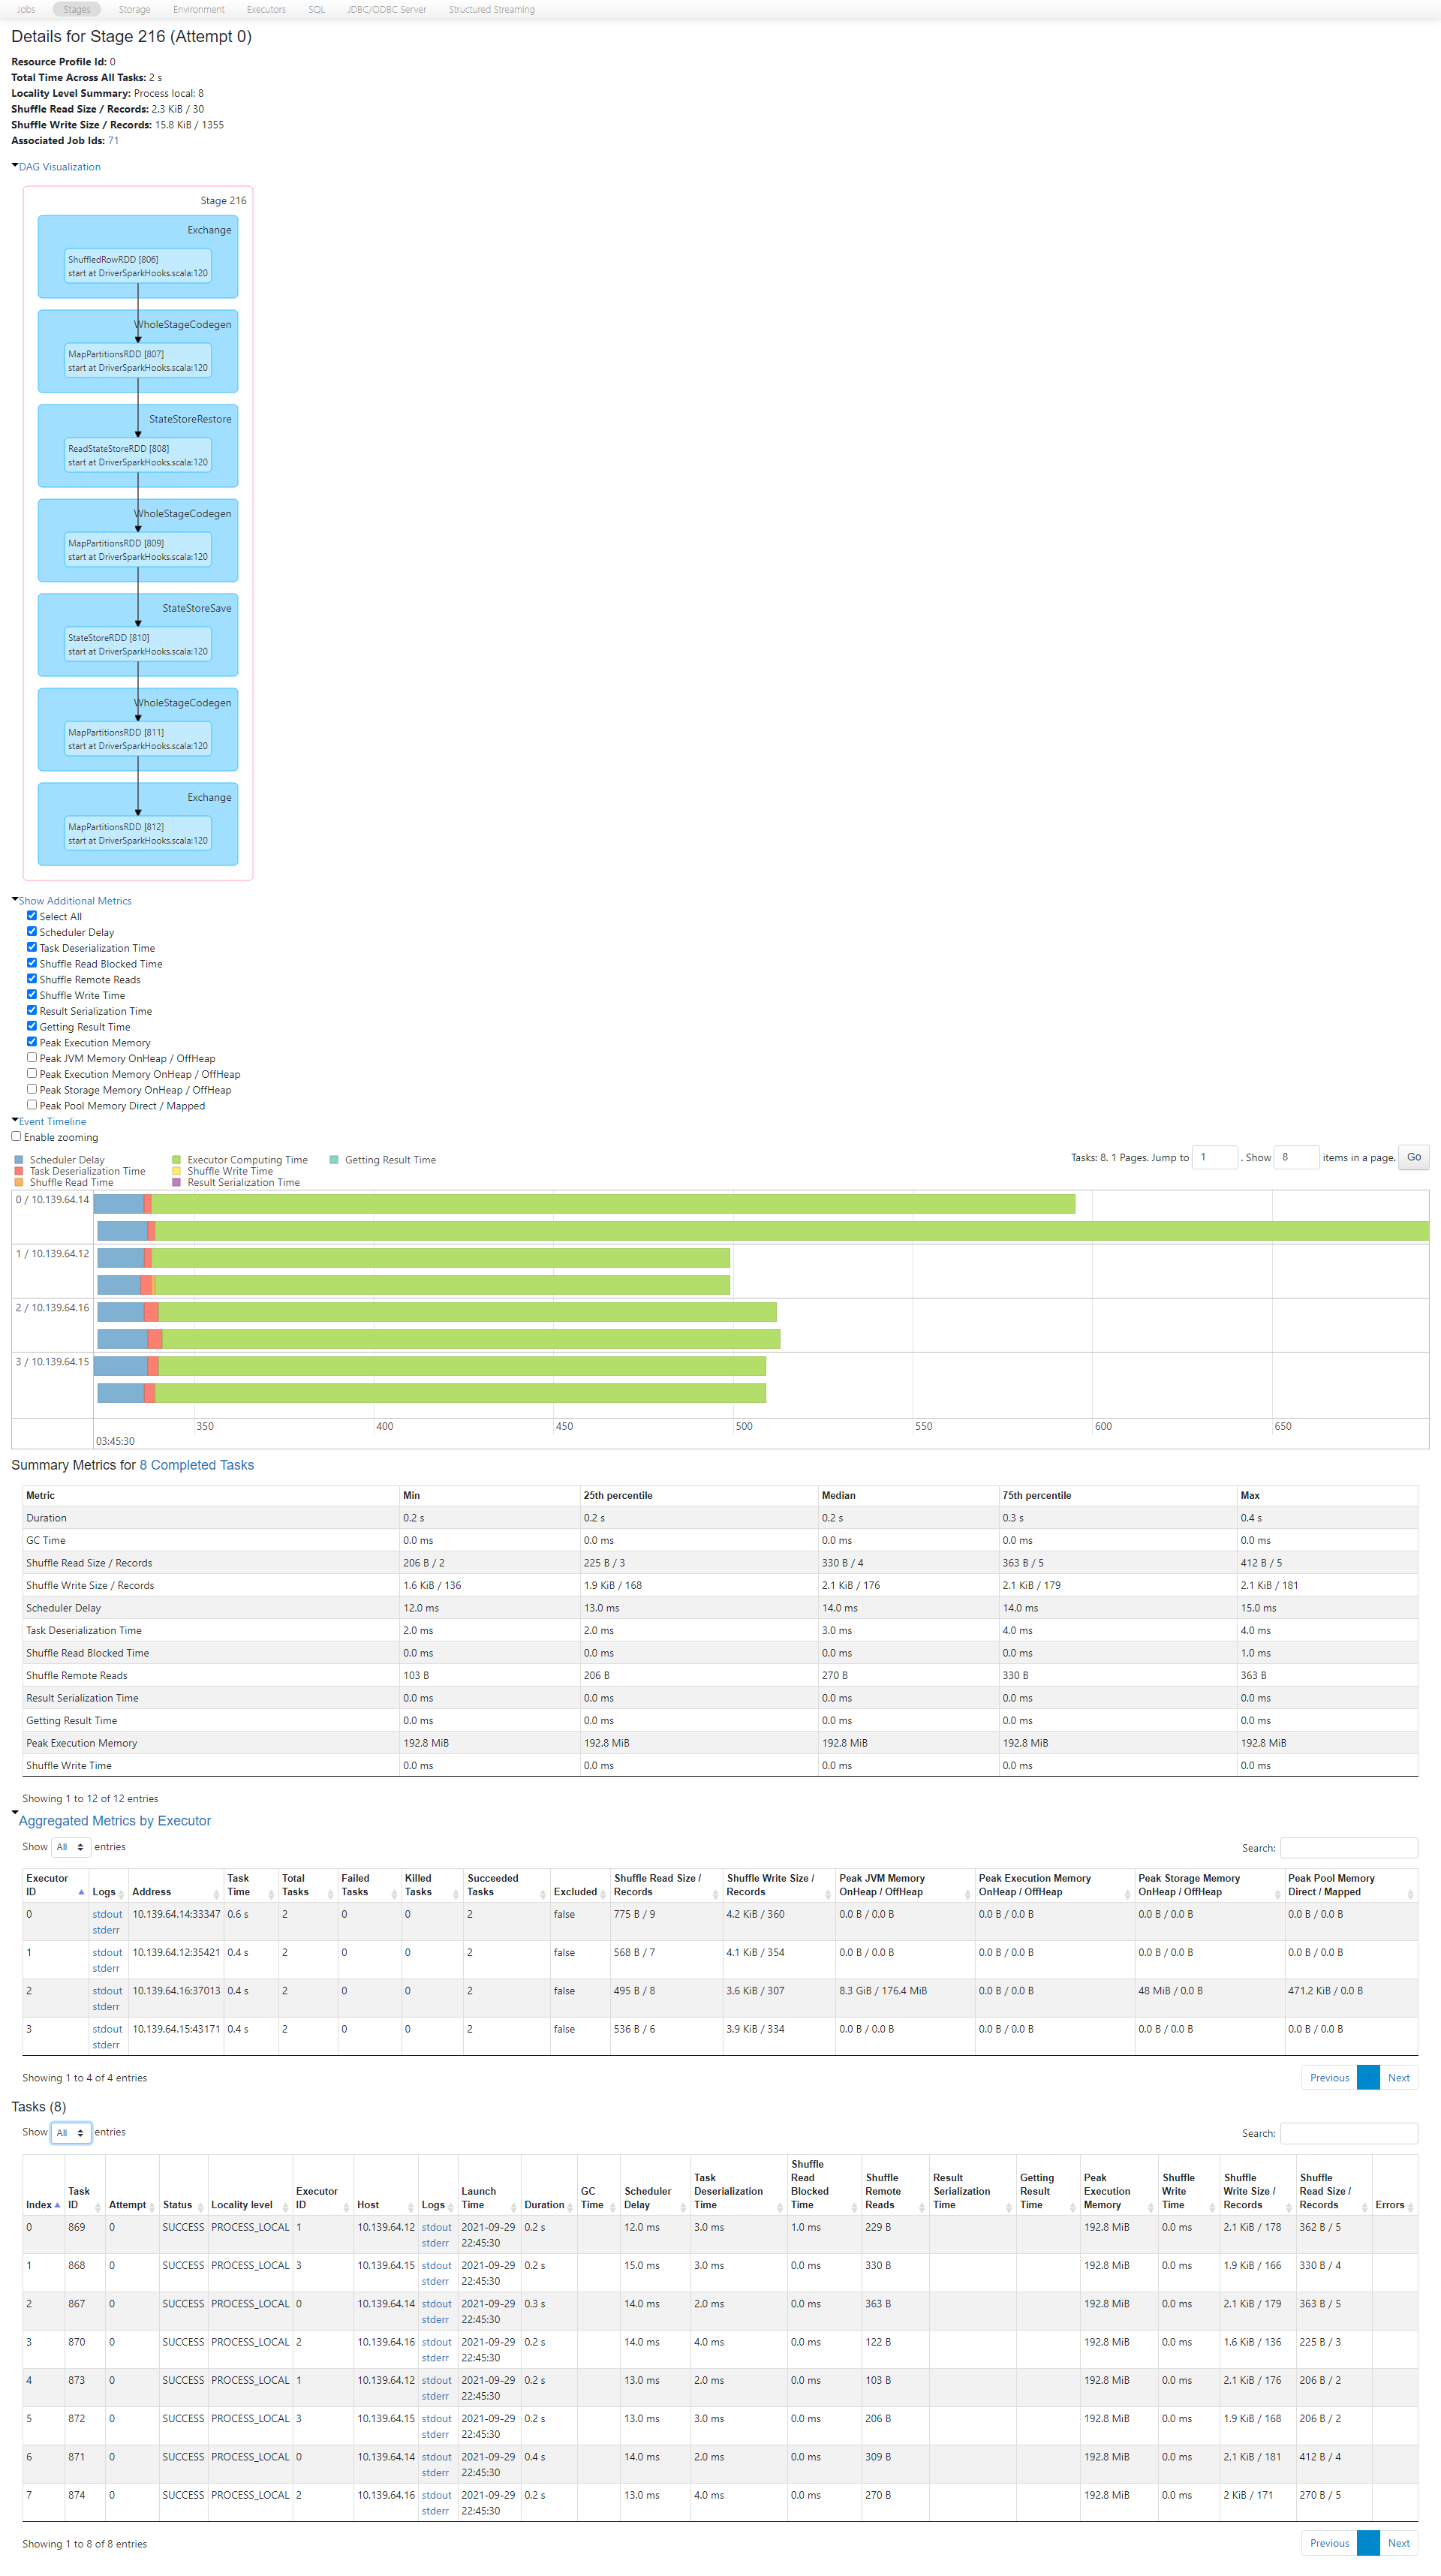 Jobs Stages Storage Environment Executors SQL JDBC/ODBC Server Structured Streaming
Details for Stage 216 (Attempt 0)
Resource Profile Id: 0
Total Time Across All Tasks: 2 s
Locality Level Summary: Process local: 8
Shuffle Read Size / Records: 2.3 KiB / 30
Shuffle Write Size / Records: 15.8 KiB / 1355
Associated Job Ids: 71
DAG Visualization
Stage 216
Exchange
ShuffledRowRDD [806]
start at DriverSparkHooks.scala:120
WholeStageCodegen
MapPartitionsRDD [807]
start at DriverSparkHooks.scala:120
StateStoreRestore
ReadStateStoreRDD [808]
start at DriverSparkHooks.scala:120
WholeStageCodegen
MapPartitionsRDD [809]
start at DriverSparkHooks.scala:120
StateStoreSave
StateStoreRDD [810]
start at DriverSparkHooks.scala:120
WholeStageCodegen
MapPartitionsRDD [811]
start at DriverSparkHooks.scala:120
Exchange
MapPartitionsRDD [812]
start at DriverSparkHooks.scala:120
Show Additional Metrics
Select All
Scheduler Delay
Task Deserialization Time
Shuffle Read Blocked Time
Shuffle Remote Reads
Shuffle Write Time
Result Serialization Time
Getting Result Time
Peak Execution Memory
Peak JVM Memory OnHeap / OffHeap
Peak Execution Memory OnHeap / OffHeap
Peak Storage Memory OnHeap / OffHeap
Peak Pool Memory Direct / Mapped
Event Timeline
Enable zooming
Scheduler Delay Executor Computing Time Getting Result Time
Task Deserialization Time Shuffle Write Time
Shuffle Read Time Result Serialization Time
Tasks: 8. 1 Pages. Jump to 1 . Show 8 items in a page. Go
0 / 10.139.64.14
1 / 10.139.64.12
2 / 10.139.64.16
3 / 10.139.64.15
350 400 450 500 550 600 650
03:45:30
Summary Metrics for 8 Completed Tasks
Metric Min 25th percentile Median 75th percentile Max
Duration 0.2 s 0.2 s 0.2 s 0.3 s 0.4 s
GC Time 0.0 ms 0.0 ms 0.0 ms 0.0 ms 0.0 ms
Shuffle Read Size / Records 206 B / 2 225 B / 3 330 B / 4 363 B / 5 412 B / 5
Shuffle Write Size / Records 1.6 KiB / 136 1.9 KiB / 168 2.1 KiB / 176 2.1 KiB / 179 2.1 KiB / 181
Scheduler Delay 12.0 ms 13.0 ms 14.0 ms 14.0 ms 15.0 ms
Task Deserialization Time 2.0 ms 2.0 ms 3.0 ms 4.0 ms 4.0 ms
Shuffle Read Blocked Time 0.0 ms 0.0 ms 0.0 ms 0.0 ms 1.0 ms
Shuffle Remote Reads 103 B 206 B 270 B 330 B 363 B
Result Serialization Time 0.0 ms 0.0 ms 0.0 ms 0.0 ms 0.0 ms
Getting Result Time 0.0 ms 0.0 ms 0.0 ms 0.0 ms 0.0 ms
Peak Execution Memory 192.8 MiB 192.8 MiB 192.8 MiB 192.8 MiB 192.8 MiB
Shuffle Write Time 0.0 ms 0.0 ms 0.0 ms 0.0 ms 0.0 ms
Showing 1 to 12 of 12 entries
Aggregated Metrics by Executor
Show All entries Search:
Executor ID Logs Address Task Time Total Tasks Failed Tasks Killed Tasks Succeeded Tasks Excluded Shuffle Read Size / Records Shuffle Write Size / Records Peak JVM Memory OnHeap / OffHeap Peak Execution Memory OnHeap / OffHeap Peak Storage Memory OnHeap / OffHeap Peak Pool Memory Direct / Mapped
0 stdout stderr 10.139.64.14:33347 0.6 s 2 0 0 2 false 775 B / 9 4.2 KiB / 360 0.0 B / 0.0 B 0.0 B / 0.0 B 0.0 B / 0.0 B 0.0 B / 0.0 B
1 stdout stderr 10.139.64.12:35421 0.4 s 2 0 0 2 false 568 B / 7 4.1 KiB / 354 0.0 B / 0.0 B 0.0 B / 0.0 B 0.0 B / 0.0 B 0.0 B / 0.0 B
2 stdout stderr 10.139.64.16:37013 0.4 s 2 0 0 2 false 495 B / 8 3.6 KiB / 307 8.3 GiB / 176.4 MiB 0.0 B / 0.0 B 48 MiB / 0.0 B 471.2 KiB / 0.0 B
3 stdout stderr 10.139.64.15:43171 0.4 s 2 0 0 2 false 536 B / 6 3.9 KiB / 334 0.0 B / 0.0 B 0.0 B / 0.0 B 0.0 B / 0.0 B 0.0 B / 0.0 B
Showing 1 to 4 of 4 entries Previous Next
Tasks (8)
Show All entries Search:
Index Task ID Attempt Status Locality level Executor ID Host Logs Launch Time Duration GC Time Scheduler Delay Task Deserialization Time Shuffle Read Blocked Time Shuffle Remote Reads Result Serialization Time Getting Result Time Peak Execution Memory Shuffle Write Time Shuffle Write Size / Records Shuffle Read Size / Records Errors
0 869 0 SUCCESS PROCESS_LOCAL 1 10.139.64.12 stdout stderr 2021-09-29 22:45:30 0.2 s 12.0 ms 3.0 ms 1.0 ms 229 B 192.8 MiB 0.0 ms 2.1 KiB / 178 362 B / 5
1 868 0 SUCCESS PROCESS_LOCAL 3 10.139.64.15 stdout stderr 2021-09-29 22:45:30 0.2 s 15.0 ms 3.0 ms 0.0 ms 330 B 192.8 MiB 0.0 ms 1.9 KiB / 166 330 B / 4
2 867 0 SUCCESS PROCESS_LOCAL 0 10.139.64.14 stdout stderr 2021-09-29 22:45:30 0.3 s 14.0 ms 2.0 ms 0.0 ms 363 B 192.8 MiB 0.0 ms 2.1 KiB / 179 363 B / 5
3 870 0 SUCCESS PROCESS_LOCAL 2 10.139.64.16 stdout stderr 2021-09-29 22:45:30 0.2 s 14.0 ms 4.0 ms 0.0 ms 122 B 192.8 MiB 0.0 ms 1.6 KiB / 136 225 B / 3
4 873 0 SUCCESS PROCESS_LOCAL 1 10.139.64.12 stdout stderr 2021-09-29 22:45:30 0.2 s 13.0 ms 2.0 ms 0.0 ms 103 B 192.8 MiB 0.0 ms 2.1 KiB / 176 206 B / 2
5 872 0 SUCCESS PROCESS_LOCAL 3 10.139.64.15 stdout stderr 2021-09-29 22:45:30 0.2 s 13.0 ms 3.0 ms 0.0 ms 206 B 192.8 MiB 0.0 ms 1.9 KiB / 168 206 B / 2
6 871 0 SUCCESS PROCESS_LOCAL 0 10.139.64.14 stdout stderr 2021-09-29 22:45:30 0.4 s 14.0 ms 2.0 ms 0.0 ms 309 B 192.8 MiB 0.0 ms 2.1 KiB / 181 412 B / 4
7 874 0 SUCCESS PROCESS_LOCAL 2 10.139.64.16 stdout stderr 2021-09-29 22:45:30 0.2 s 13.0 ms 4.0 ms 0.0 ms 270 B 192.8 MiB 0.0 ms 2 KiB / 171 270 B / 5
Showing 1 to 8 of 8 entries Previous Next